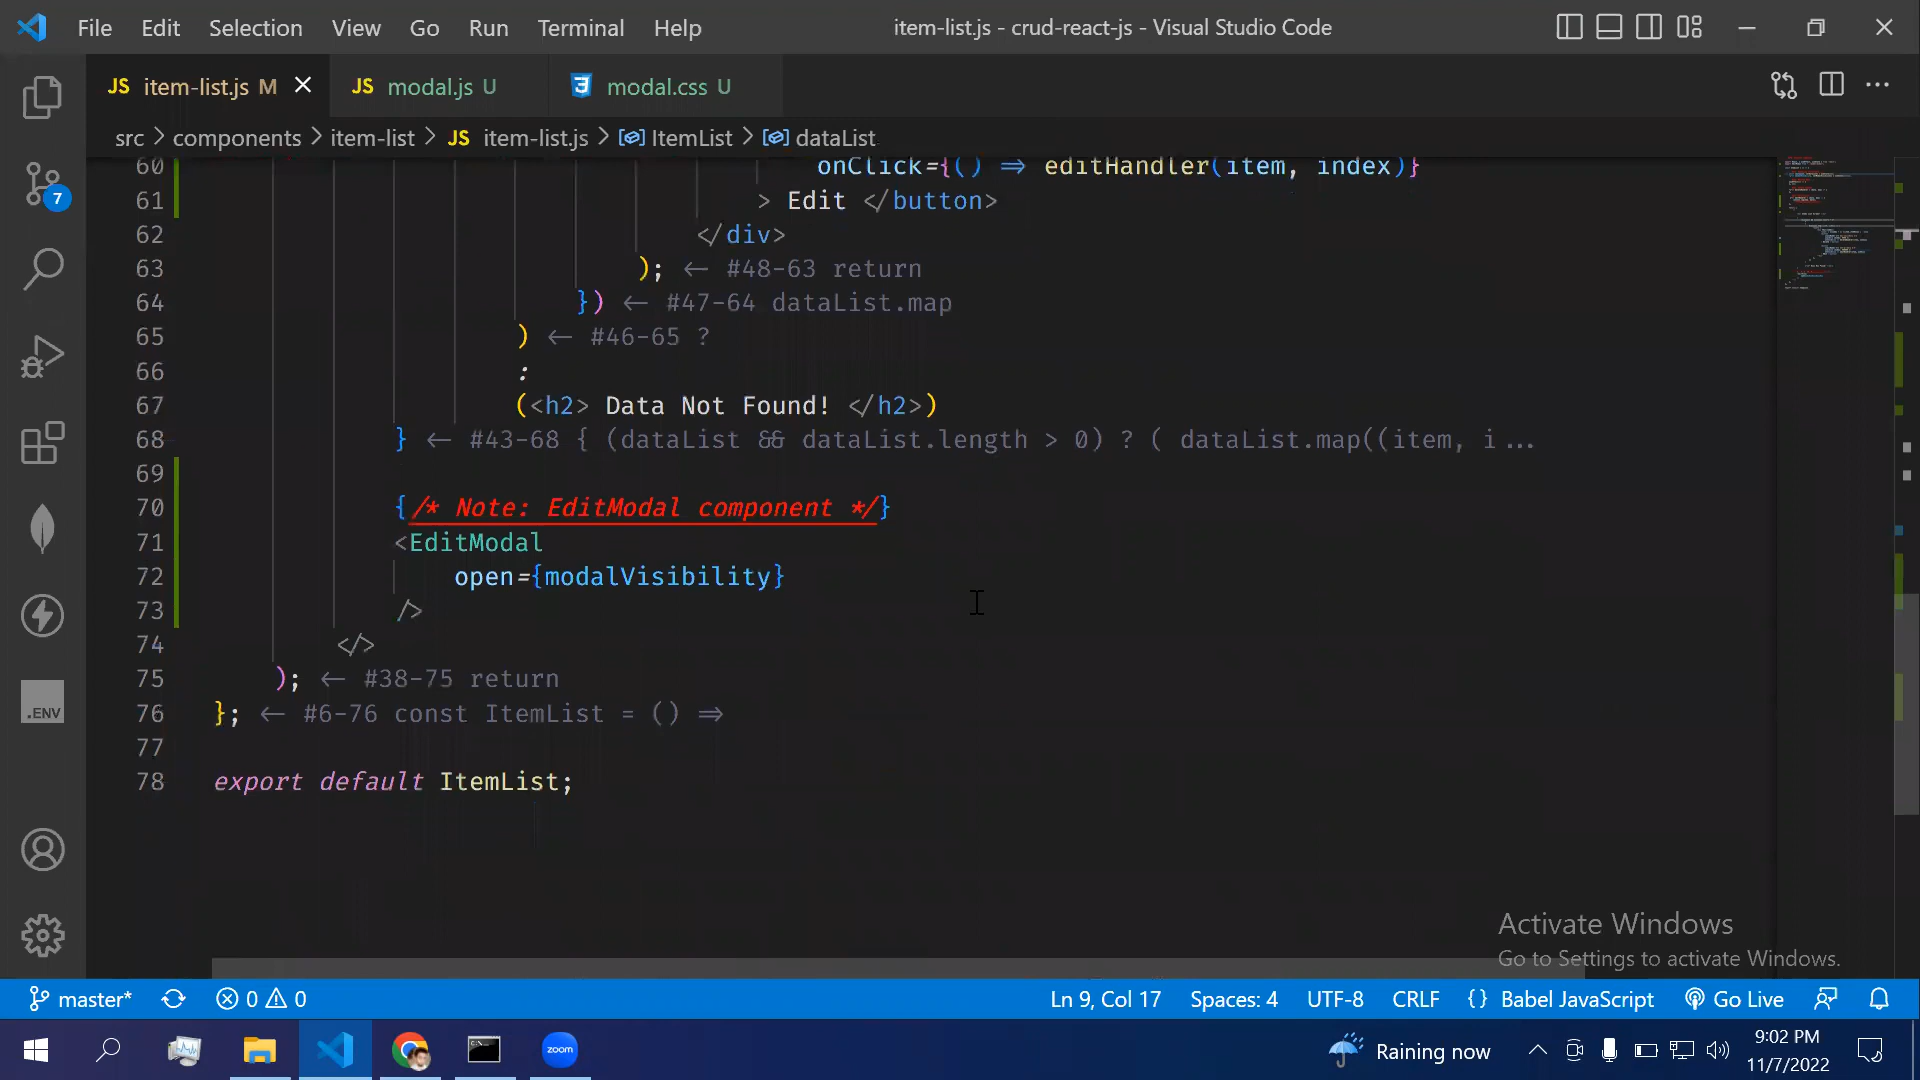 File Edit Selection View Go Run Terminal Help item-list.js - crud-react-js - Visual Studio Code
JS item-list.js M JS modal.js U modal.css U
src > components > item-list > JS item-list.js > ItemList > dataList
60 onClick={() => editHandler(item, index)}
61 > Edit </button>
62 </div>
63 ); <- #48-63 return
64 }) <- #47-64 dataList.map
65 ) <- #46-65 ?
66 :
67 (<h2> Data Not Found! </h2>)
68 } <- #43-68 { (dataList && dataList.length > 0) ? ( dataList.map((item, i...
69
70 {/* Note: EditModal component */}
71 <EditModal
72 open={modalVisibility}
73 />
74 </>
75 ); <- #38-75 return
76 }; <- #6-76 const ItemList = () =>
77
78 export default ItemList;
7
.ENV
Activate Windows
Go to Settings to activate Windows.
master* 0 0 Ln 9, Col 17 Spaces: 4 UTF-8 CRLF {} Babel JavaScript Go Live
zoom Raining now 9:02 PM
11/7/2022